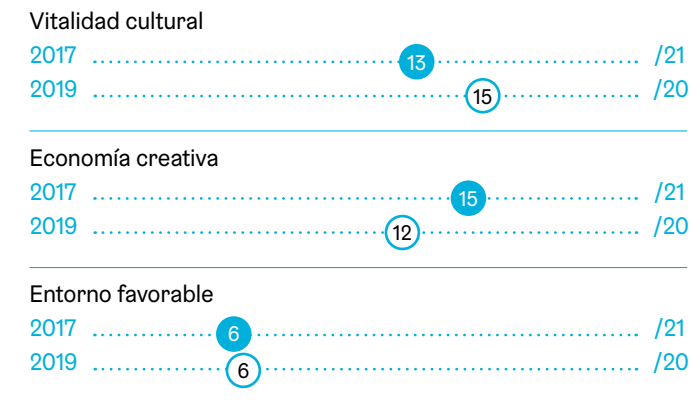 Vitalidad cultural
2017 13 /21
2019 15 /20
Economía creativa
2017 15 /21
2019 12 /20
Entorno favorable
2017 6 /21
2019 6 /20